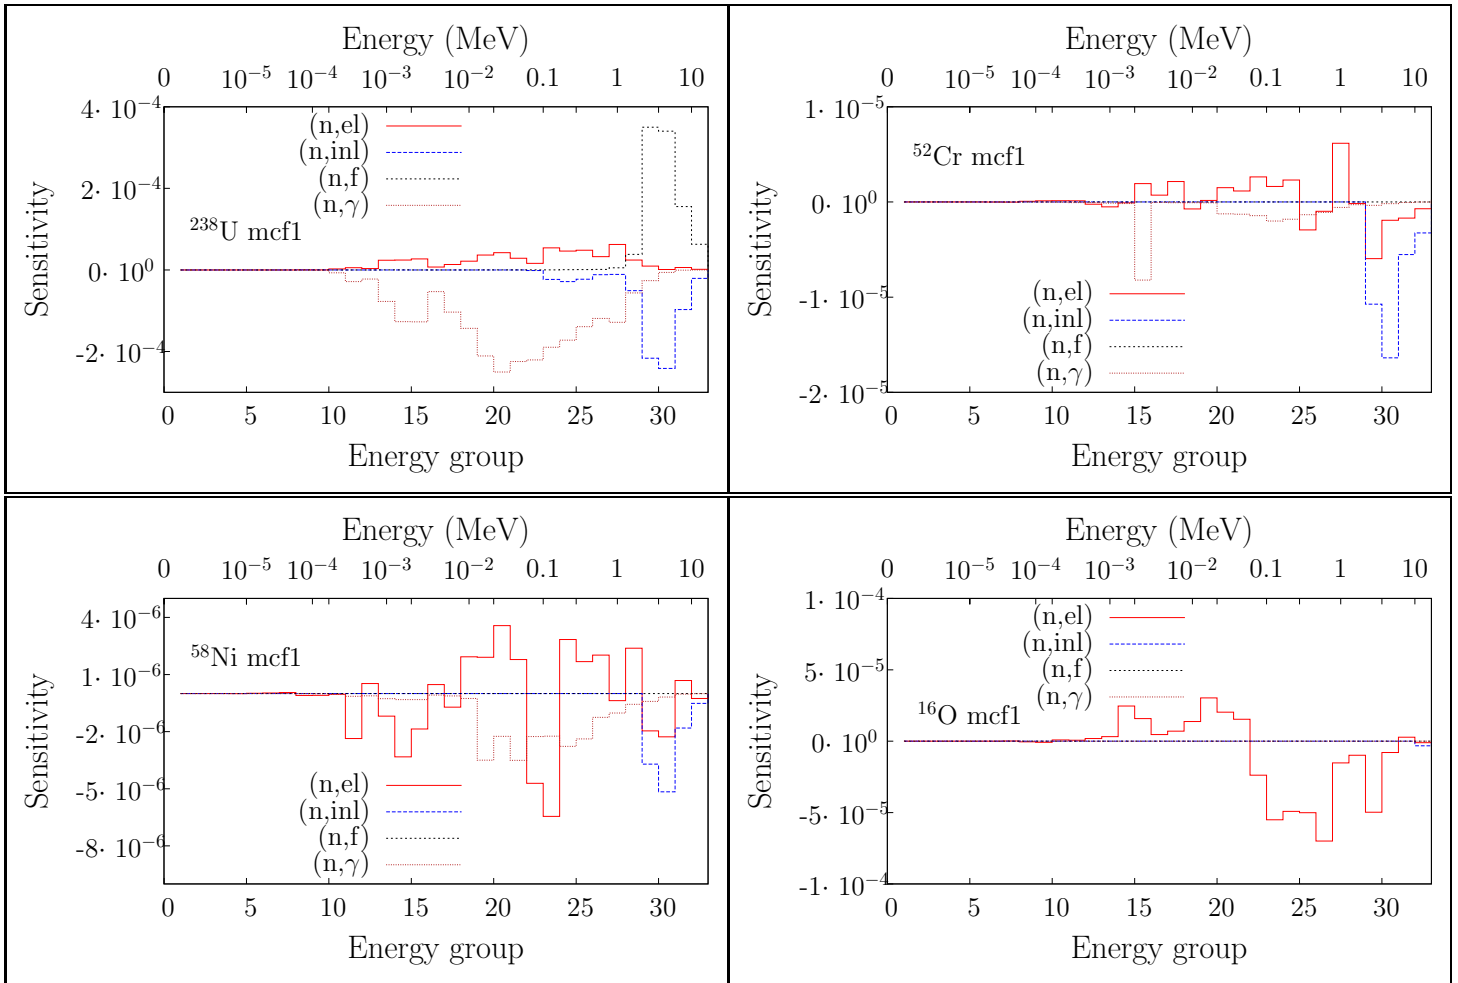 Energy (MeV)
0 10⁻⁵ 10⁻⁴ 10⁻³ 10⁻² 0.1 1 10
4· 10⁻⁴
2· 10⁻⁴
0· 10⁰
-2· 10⁻⁴
Sensitivity
(n,el)
(n,inl)
(n,f)
(n,γ)
²³⁸U mcf1
0 5 10 15 20 25 30
Energy group
Energy (MeV)
0 10⁻⁵ 10⁻⁴ 10⁻³ 10⁻² 0.1 1 10
1· 10⁻⁵
0· 10⁰
-1· 10⁻⁵
-2· 10⁻⁵
Sensitivity
⁵²Cr mcf1
(n,el)
(n,inl)
(n,f)
(n,γ)
0 5 10 15 20 25 30
Energy group
Energy (MeV)
0 10⁻⁵ 10⁻⁴ 10⁻³ 10⁻² 0.1 1 10
4· 10⁻⁶
1· 10⁻⁶
-2· 10⁻⁶
-5· 10⁻⁶
-8· 10⁻⁶
Sensitivity
⁵⁸Ni mcf1
(n,el)
(n,inl)
(n,f)
(n,γ)
0 5 10 15 20 25 30
Energy group
Energy (MeV)
0 10⁻⁵ 10⁻⁴ 10⁻³ 10⁻² 0.1 1 10
1· 10⁻⁴
5· 10⁻⁵
0· 10⁰
-5· 10⁻⁵
-1· 10⁻⁴
Sensitivity
(n,el)
(n,inl)
(n,f)
(n,γ)
¹⁶O mcf1
0 5 10 15 20 25 30
Energy group